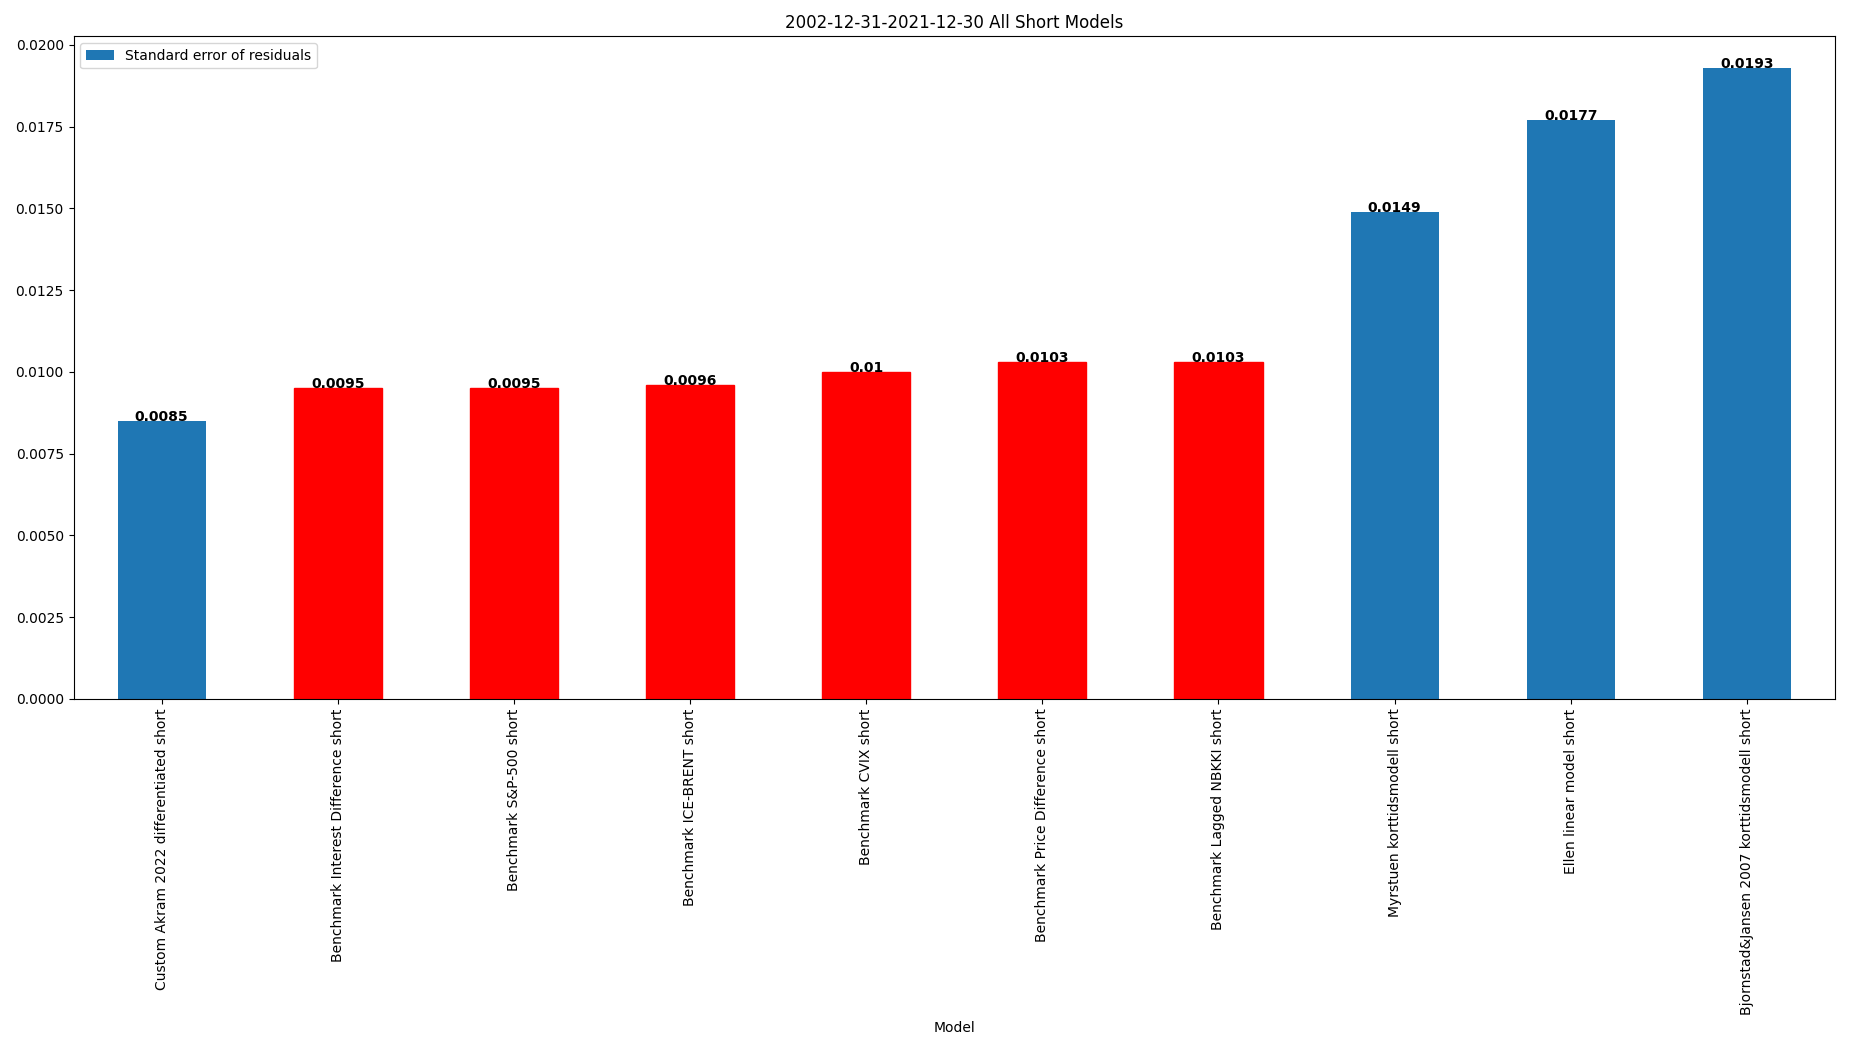 2002-12-31-2021-12-30 All Short Models
Standard error of residuals
0.0200
0.0175
0.0150
0.0125
0.0100
0.0075
0.0050
0.0025
0.0000
0.0085
0.0095
0.0095
0.0096
0.01
0.0103
0.0103
0.0149
0.0177
0.0193
Custom Akram 2022 differentiated short
Benchmark Interest Difference short
Benchmark S&P-500 short
Benchmark ICE-BRENT short
Benchmark CVIX short
Benchmark Price Difference short
Benchmark Lagged NBKKI short
Myrstuen korttidsmodell short
Ellen linear model short
Bjornstad&Jansen 2007 korttidsmodell short
Model